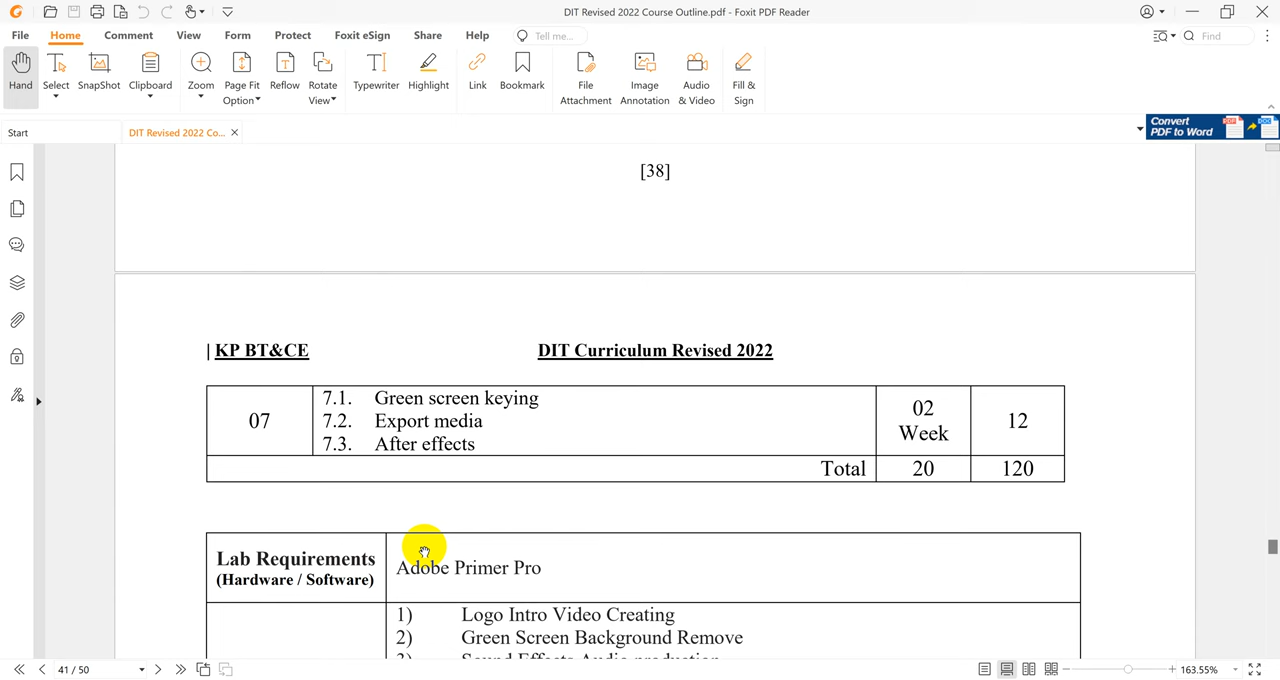 DIT Revised 2022 Course Outline.pdf - Foxit PDF Reader
File Home Comment View Form Protect Foxit eSign Share Help Tell me... Find
Hand Select SnapShot Clipboard Zoom Page Fit Option Reflow Rotate View Typewriter Highlight Link Bookmark File Attachment Image Annotation Audio & Video Fill & Sign
Start DIT Revised 2022 Co...
Convert
PDF to Word
[38]
| KP BT&CE DIT Curriculum Revised 2022
07
7.1. Green screen keying
7.2. Export media
7.3. After effects
02
Week
12
Total 20 120
Lab Requirements
(Hardware / Software)
Adobe Primer Pro
1) Logo Intro Video Creating
2) Green Screen Background Remove
3) Sound Effects Audio production
41 / 50 163.55%